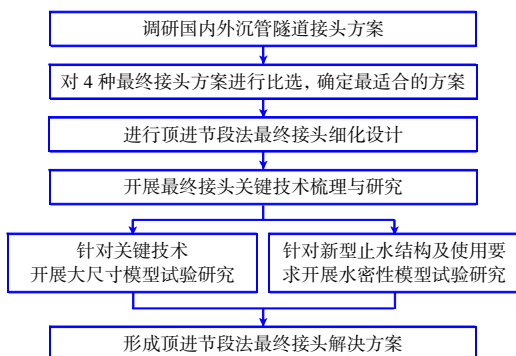 调研国内外沉管隧道接头方案
对 4 种最终接头方案进行比选, 确定最适合的方案
进行顶进节段法最终接头细化设计
开展最终接头关键技术梳理与研究
针对关键技术
开展大尺寸模型试验研究
针对新型止水结构及使用要
求开展水密性模型试验研究
形成顶进节段法最终接头解决方案